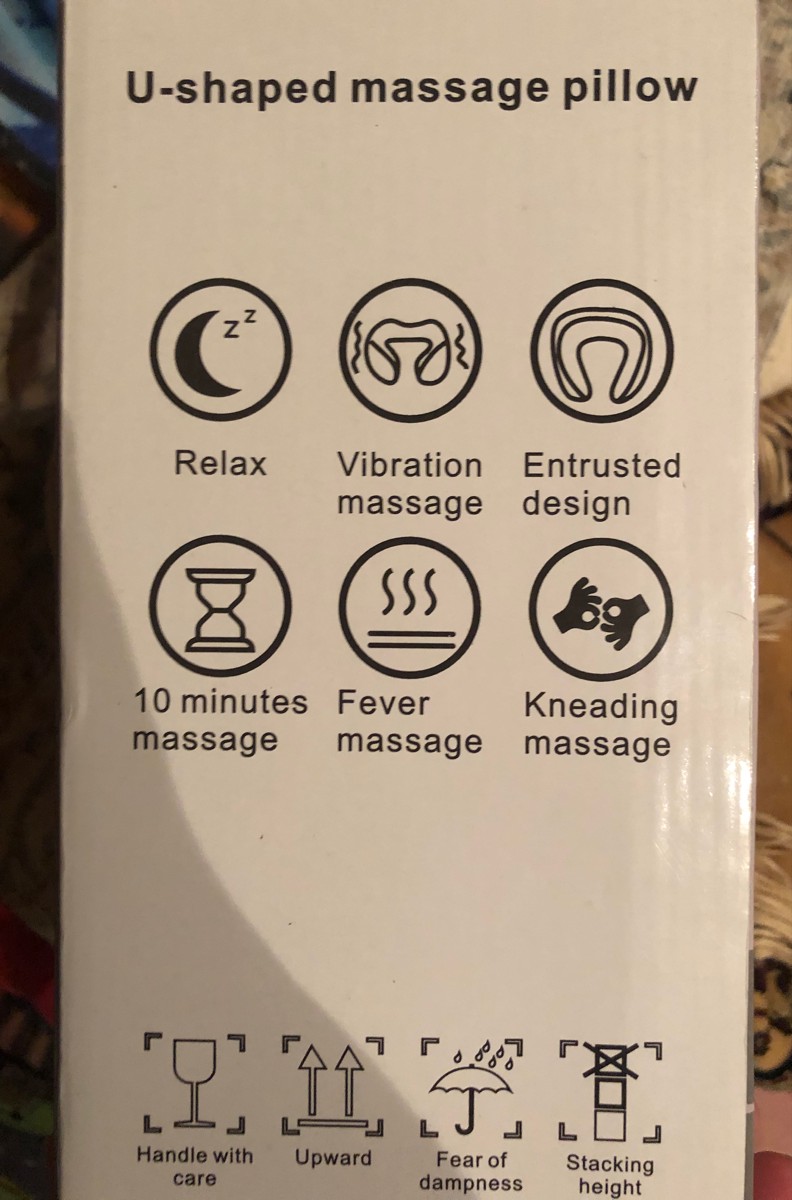 U-shaped massage pillow
z z
Relax
Vibration
massage
Entrusted
design
10 minutes
massage
Fever
massage
Kneading
massage
Handle with
care
Upward
Fear of
dampness
Stacking
height